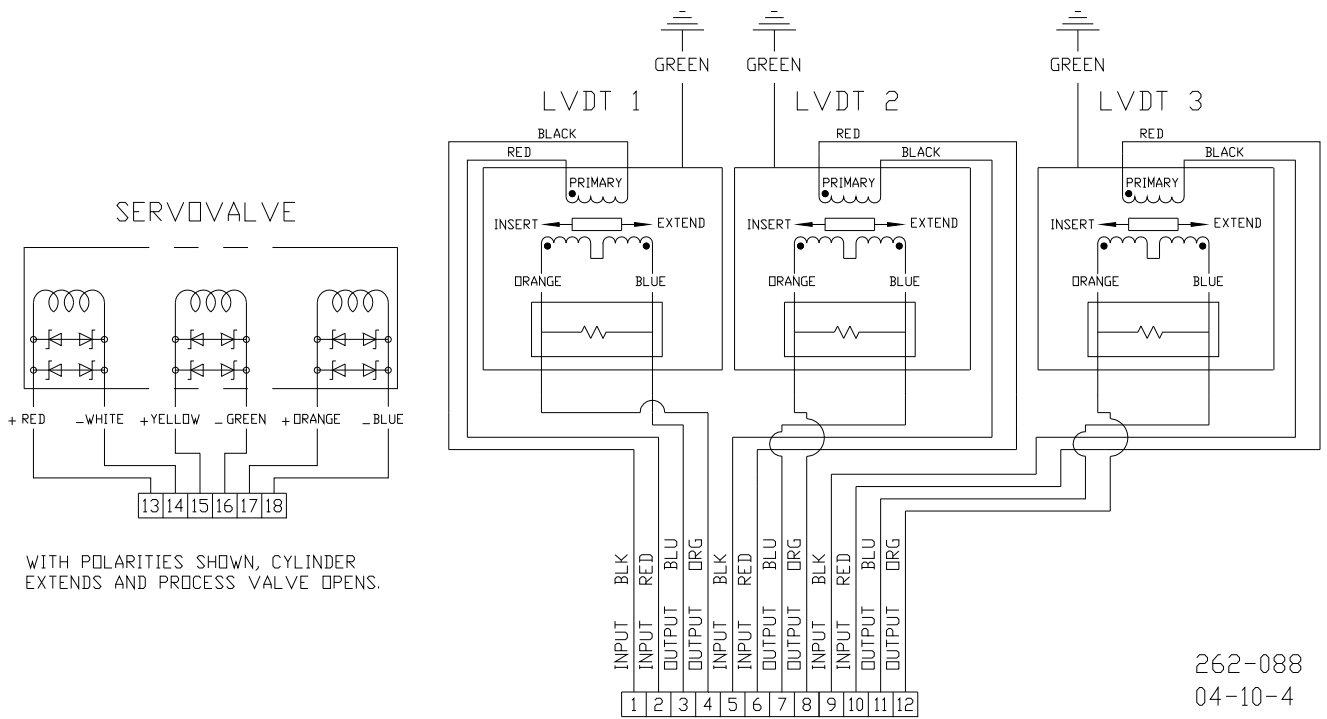 GREEN GREEN GREEN
LVDT 1 LVDT 2 LVDT 3
BLACK RED RED
RED BLACK BLACK
PRIMARY PRIMARY PRIMARY
SERVOVALVE
INSERT EXTEND INSERT EXTEND INSERT EXTEND
ORANGE BLUE ORANGE BLUE ORANGE BLUE
+ RED -WHITE +YELLOW -GREEN +ORANGE -BLUE
13 14 15 16 17 18
WITH POLARITIES SHOWN, CYLINDER
EXTENDS AND PROCESS VALVE OPENS.
INPUT BLK
INPUT RED
OUTPUT BLU
OUTPUT ORG
INPUT BLK
INPUT RED
OUTPUT BLU
OUTPUT ORG
INPUT BLK
INPUT RED
OUTPUT BLU
OUTPUT ORG
1 2 3 4 5 6 7 8 9 10 11 12
262-088
04-10-4